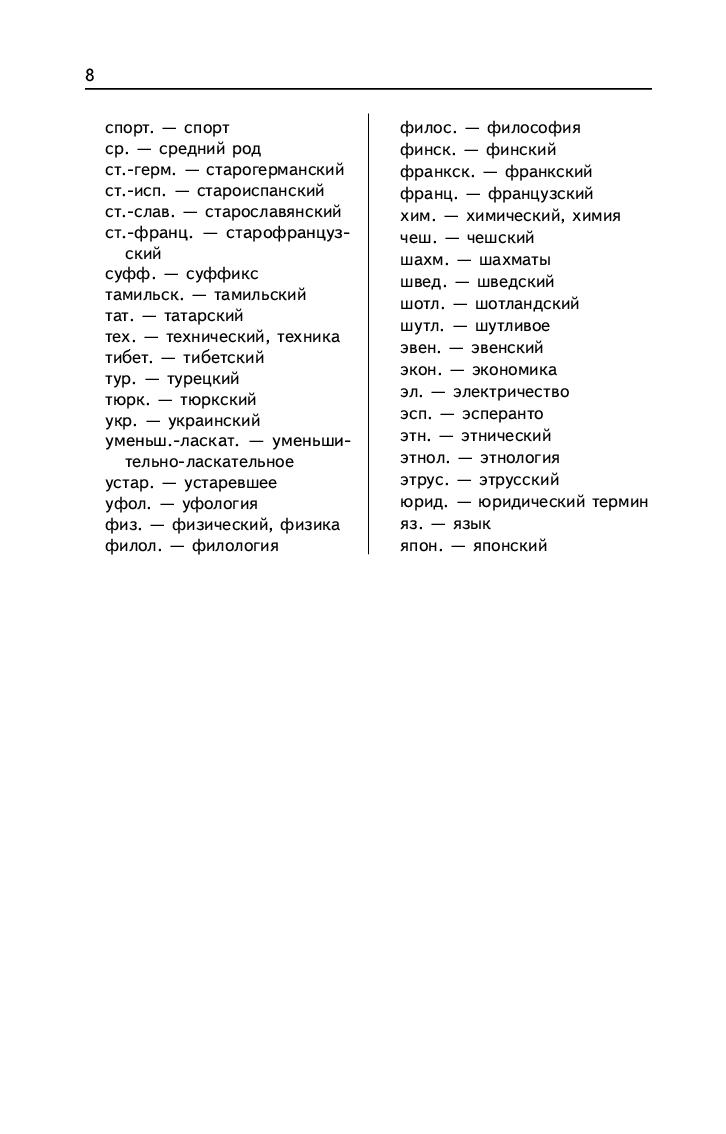 8
спорт. — спорт
ср. — средний род
ст.-герм. — старогерманский
ст.-исп. — староиспанский
ст.-слав. — старославянский
ст.-франц. — старофранцуз-
ский
суфф. — суффикс
тамильск. — тамильский
тат. — татарский
тех. — технический, техника
тибет. — тибетский
тур. — турецкий
тюрк. — тюркский
укр. — украинский
уменьш.-ласкат. — уменьши-
тельно-ласкательное
устар. — устаревшее
уфол. — уфология
физ. — физический, физика
филол. — филология
филос. — философия
финск. — финский
франкск. — франкский
франц. — французский
хим. — химический, химия
чеш. — чешский
шахм. — шахматы
швед. — шведский
шотл. — шотландский
шутл. — шутливое
эвен. — эвенский
экон. — экономика
эл. — электричество
эсп. — эсперанто
этн. — этнический
этнол. — этнология
этрус. — этрусский
юрид. — юридический термин
яз. — язык
япон. — японский